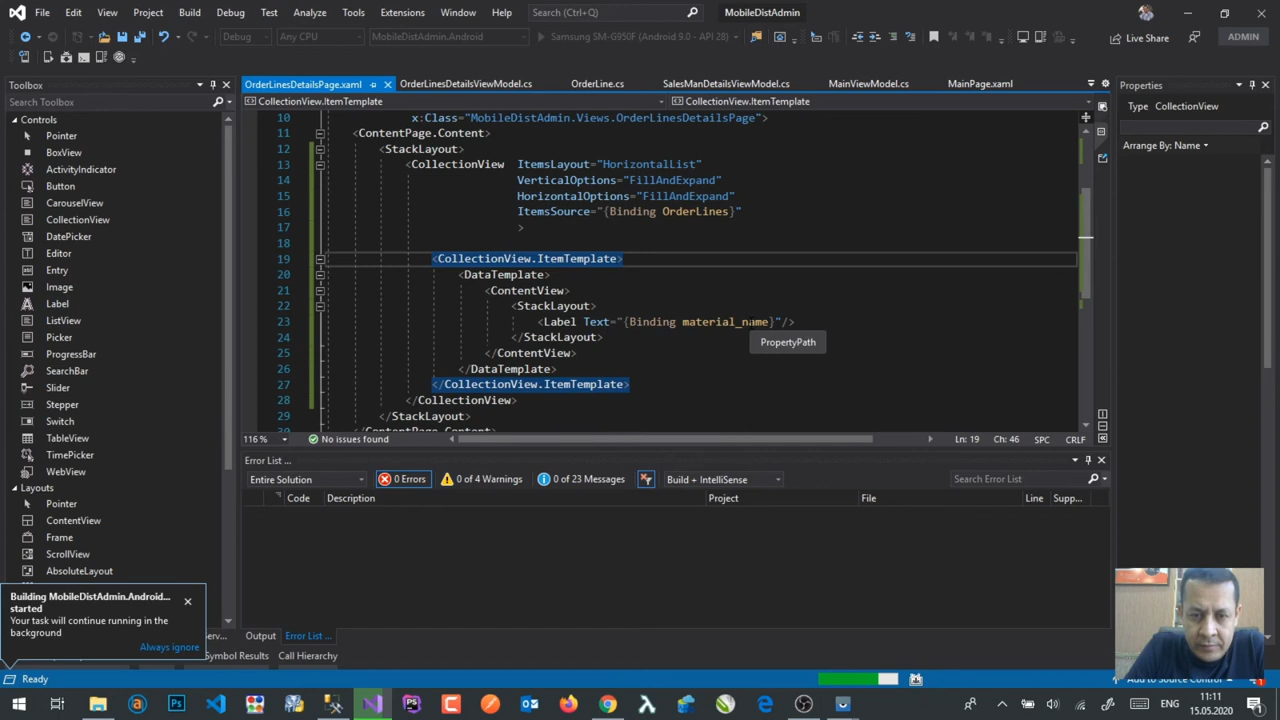 File Edit View Project Build Debug Test Analyze Tools Extensions Window Help Search (Ctrl+Q) MobileDistAdmin
Debug Any CPU MobileDistAdmin.Android Samsung SM-G950F (Android 9.0 - API 28) Live Share ADMIN
Toolbox
Search Toolbox
Controls
Pointer
BoxView
ActivityIndicator
Button
CarouselView
CollectionView
DatePicker
Editor
Entry
Image
Label
ListView
Picker
ProgressBar
SearchBar
Slider
Stepper
Switch
TableView
TimePicker
WebView
Layouts
Pointer
ContentView
Frame
ScrollView
AbsoluteLayout
OrderLinesDetailsPage.xaml OrderLinesDetailsViewModel.cs OrderLine.cs SalesManDetailsViewModel.cs MainViewModel.cs MainPage.xaml
CollectionView.ItemTemplate CollectionView.ItemTemplate
10 x:Class="MobileDistAdmin.Views.OrderLinesDetailsPage">
11 <ContentPage.Content>
12 <StackLayout>
13 <CollectionView ItemsLayout="HorizontalList"
14 VerticalOptions="FillAndExpand"
15 HorizontalOptions="FillAndExpand"
16 ItemsSource="{Binding OrderLines}"
17 >
18
19 <CollectionView.ItemTemplate>
20 <DataTemplate>
21 <ContentView>
22 <StackLayout>
23 <Label Text="{Binding material_name}"/>
24 </StackLayout>
25 </ContentView>
26 </DataTemplate>
27 </CollectionView.ItemTemplate>
28 </CollectionView>
29 </StackLayout>
30 </ContentPage.Content>
PropertyPath
116 % No issues found Ln: 19 Ch: 46 SPC CRLF
Error List ...
Entire Solution 0 Errors 0 of 4 Warnings 0 of 23 Messages Build + IntelliSense Search Error List
Code Description Project File Line Supp...
Properties
Type CollectionView
Arrange By: Name
Building MobileDistAdmin.Android... started
Your task will continue running in the background
Always ignore
Output Error List ...
Symbol Results Call Hierarchy
Ready Add to Source Control
ENG 11:11
15.05.2020